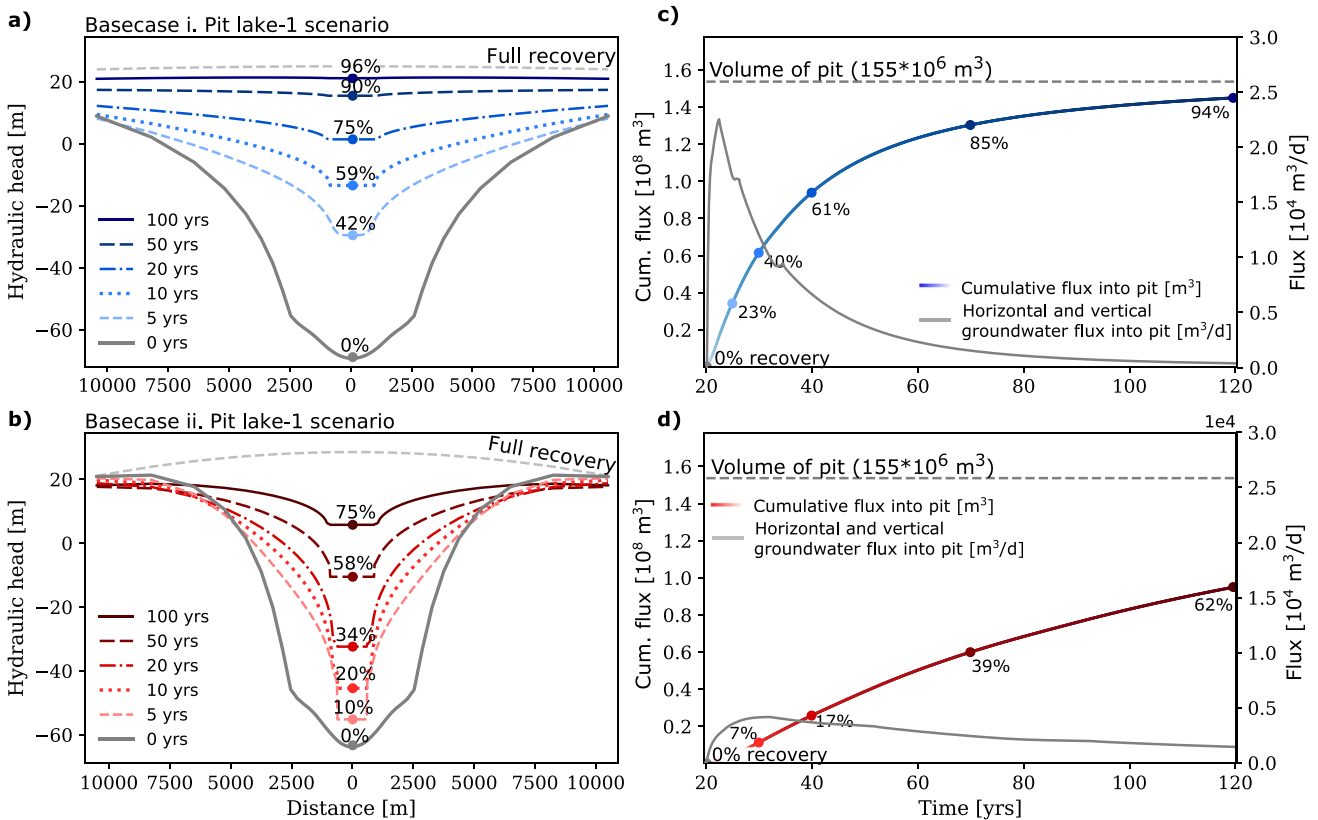 a)
Basecase i. Pit lake-1 scenario
Full recovery
96%
90%
75%
59%
42%
0%
Hydraulic head [m]
20
0
−20
−40
−60
100 yrs
50 yrs
20 yrs
10 yrs
5 yrs
0 yrs
10000 7500 5000 2500 0 2500 5000 7500 10000
c)
Volume of pit (155*10⁶ m³)
94%
85%
61%
40%
23%
0% recovery
Cum. flux [10⁸ m³]
1.6
1.4
1.2
1.0
0.8
0.6
0.4
0.2
Cumulative flux into pit [m³]
Horizontal and vertical
groundwater flux into pit [m³/d]
3.0
2.5
2.0
1.5
1.0
0.5
0.0
Flux [10⁴ m³/d]
20 40 60 80 100 120
b)
Basecase ii. Pit lake-1 scenario
Full recovery
75%
58%
34%
20%
10%
0%
Hydraulic head [m]
20
0
−20
−40
−60
100 yrs
50 yrs
20 yrs
10 yrs
5 yrs
0 yrs
10000 7500 5000 2500 0 2500 5000 7500 10000
Distance [m]
d)
1e4
Volume of pit (155*10⁶ m³)
Cumulative flux into pit [m³]
Horizontal and vertical
groundwater flux into pit [m³/d]
62%
39%
17%
7%
0% recovery
Cum. flux [10⁸ m³]
1.6
1.4
1.2
1.0
0.8
0.6
0.4
0.2
3.0
2.5
2.0
1.5
1.0
0.5
0.0
Flux [10⁴ m³/d]
20 40 60 80 100 120
Time [yrs]